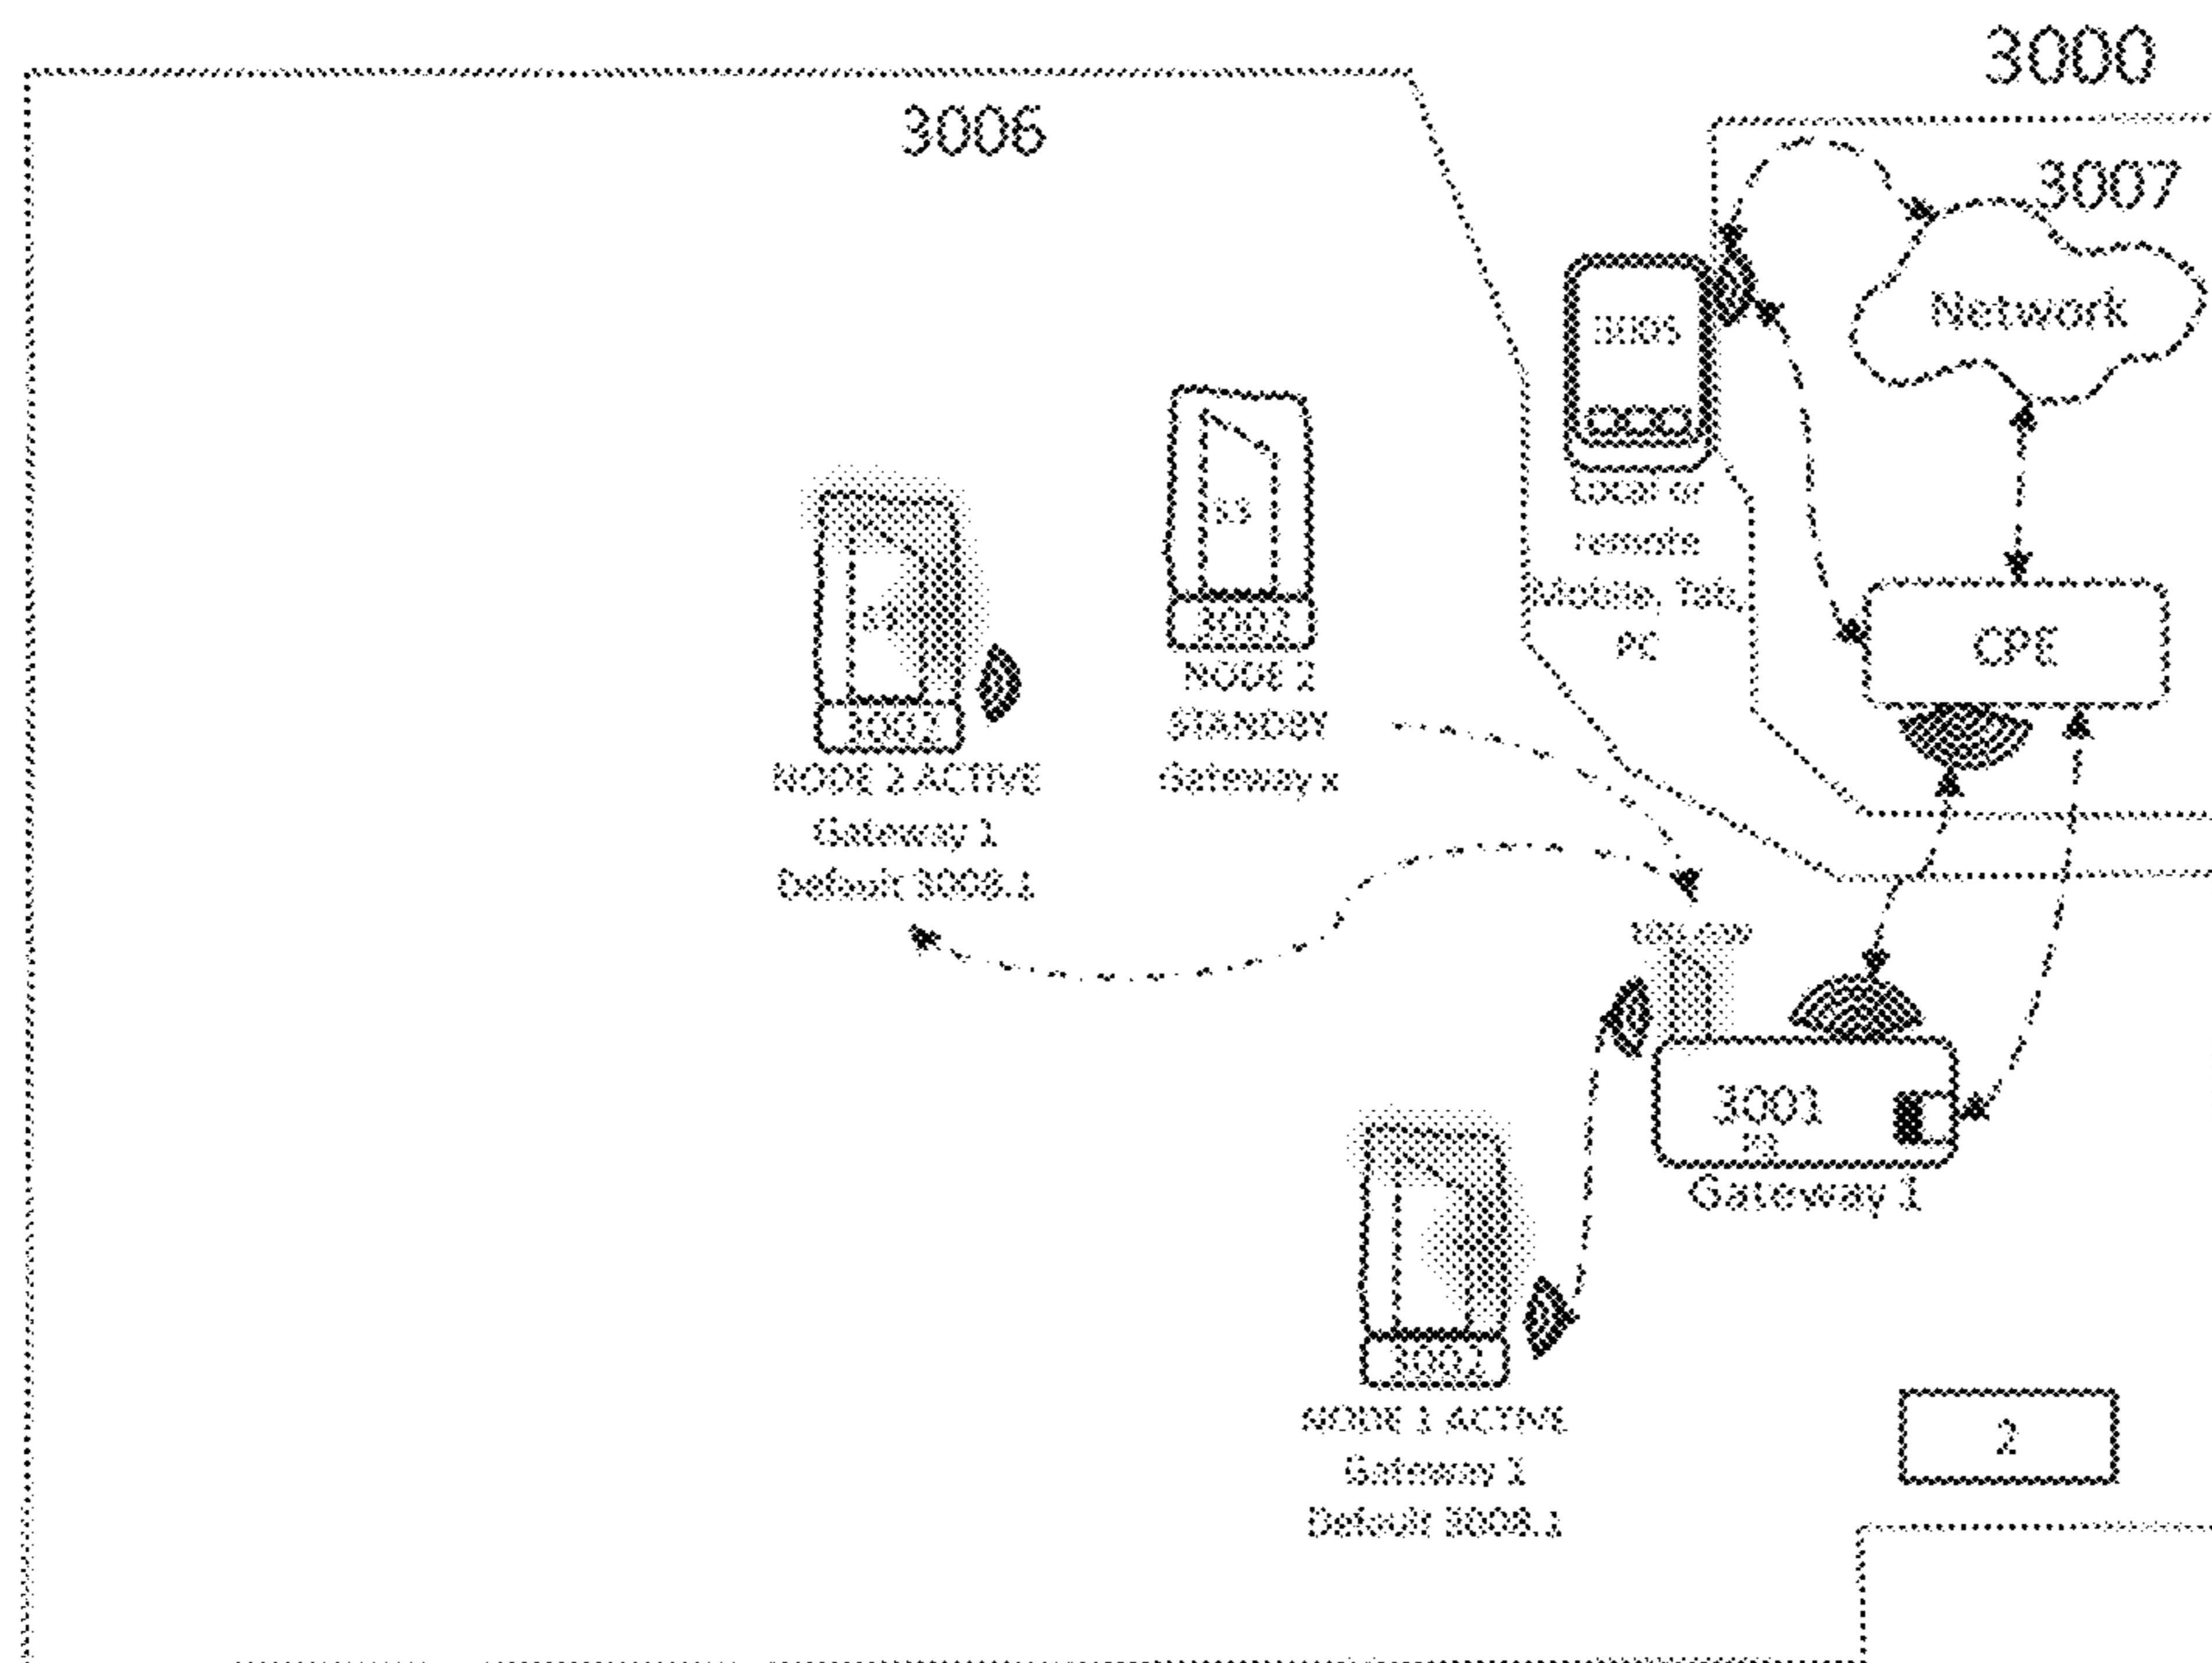 3000
3006
3007
Network
3005
Local or
remote
Mobile, Tab,
PC
CPE
3002
NODE 2
STANDBY
Gateway x
3002
NODE 2 ACTIVE
Gateway 1
Default 3008.1
3001
Gateway 1
3002
NODE 1 ACTIVE
Gateway 1
Default 3008.1
2